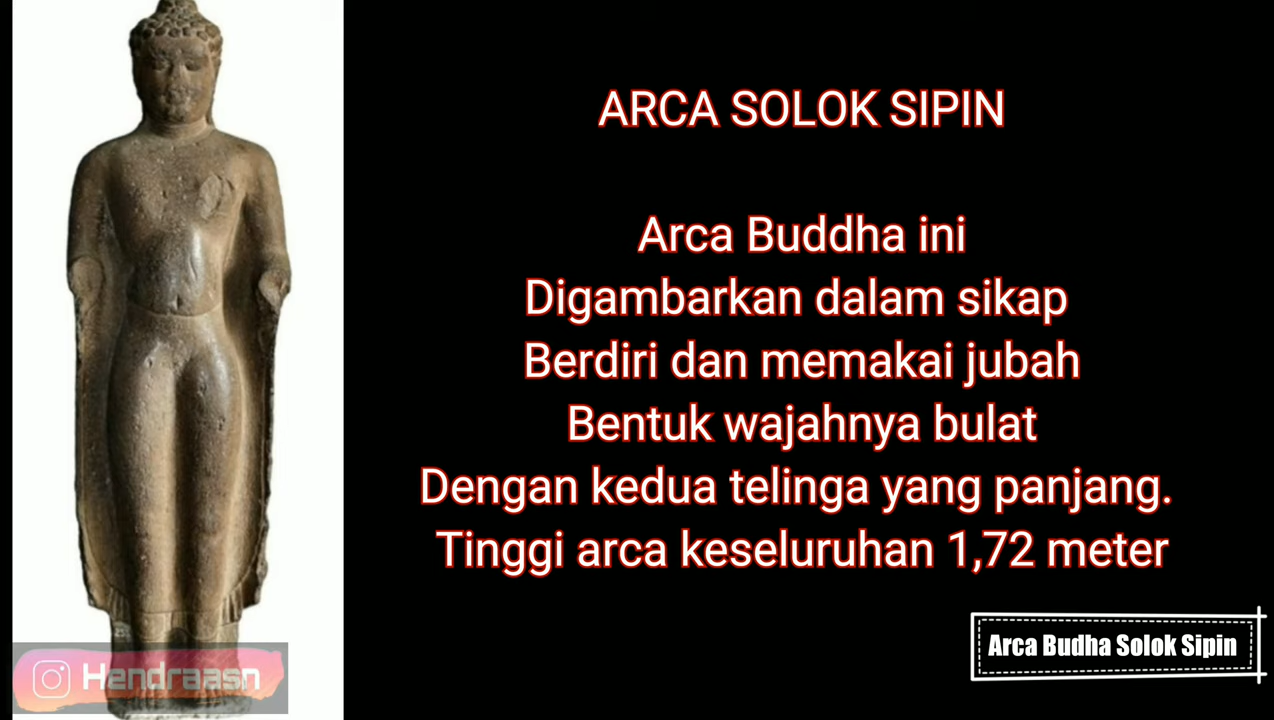 ARCA SOLOK SIPIN
Arca Buddha ini
Digambarkan dalam sikap
Berdiri dan memakai jubah
Bentuk wajahnya bulat
Dengan kedua telinga yang panjang.
Tinggi arca keseluruhan 1,72 meter
Arca Budha Solok Sipin
Hendraasn